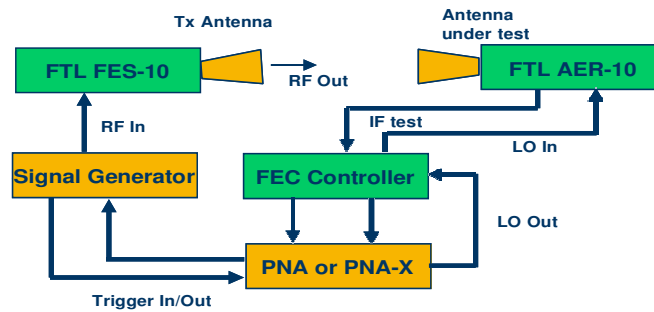 Tx Antenna
Antenna
under test
FTL FES-10
RF Out
FTL AER-10
RF In
IF test
LO In
Signal Generator
FEC Controller
LO Out
PNA or PNA-X
Trigger In/Out